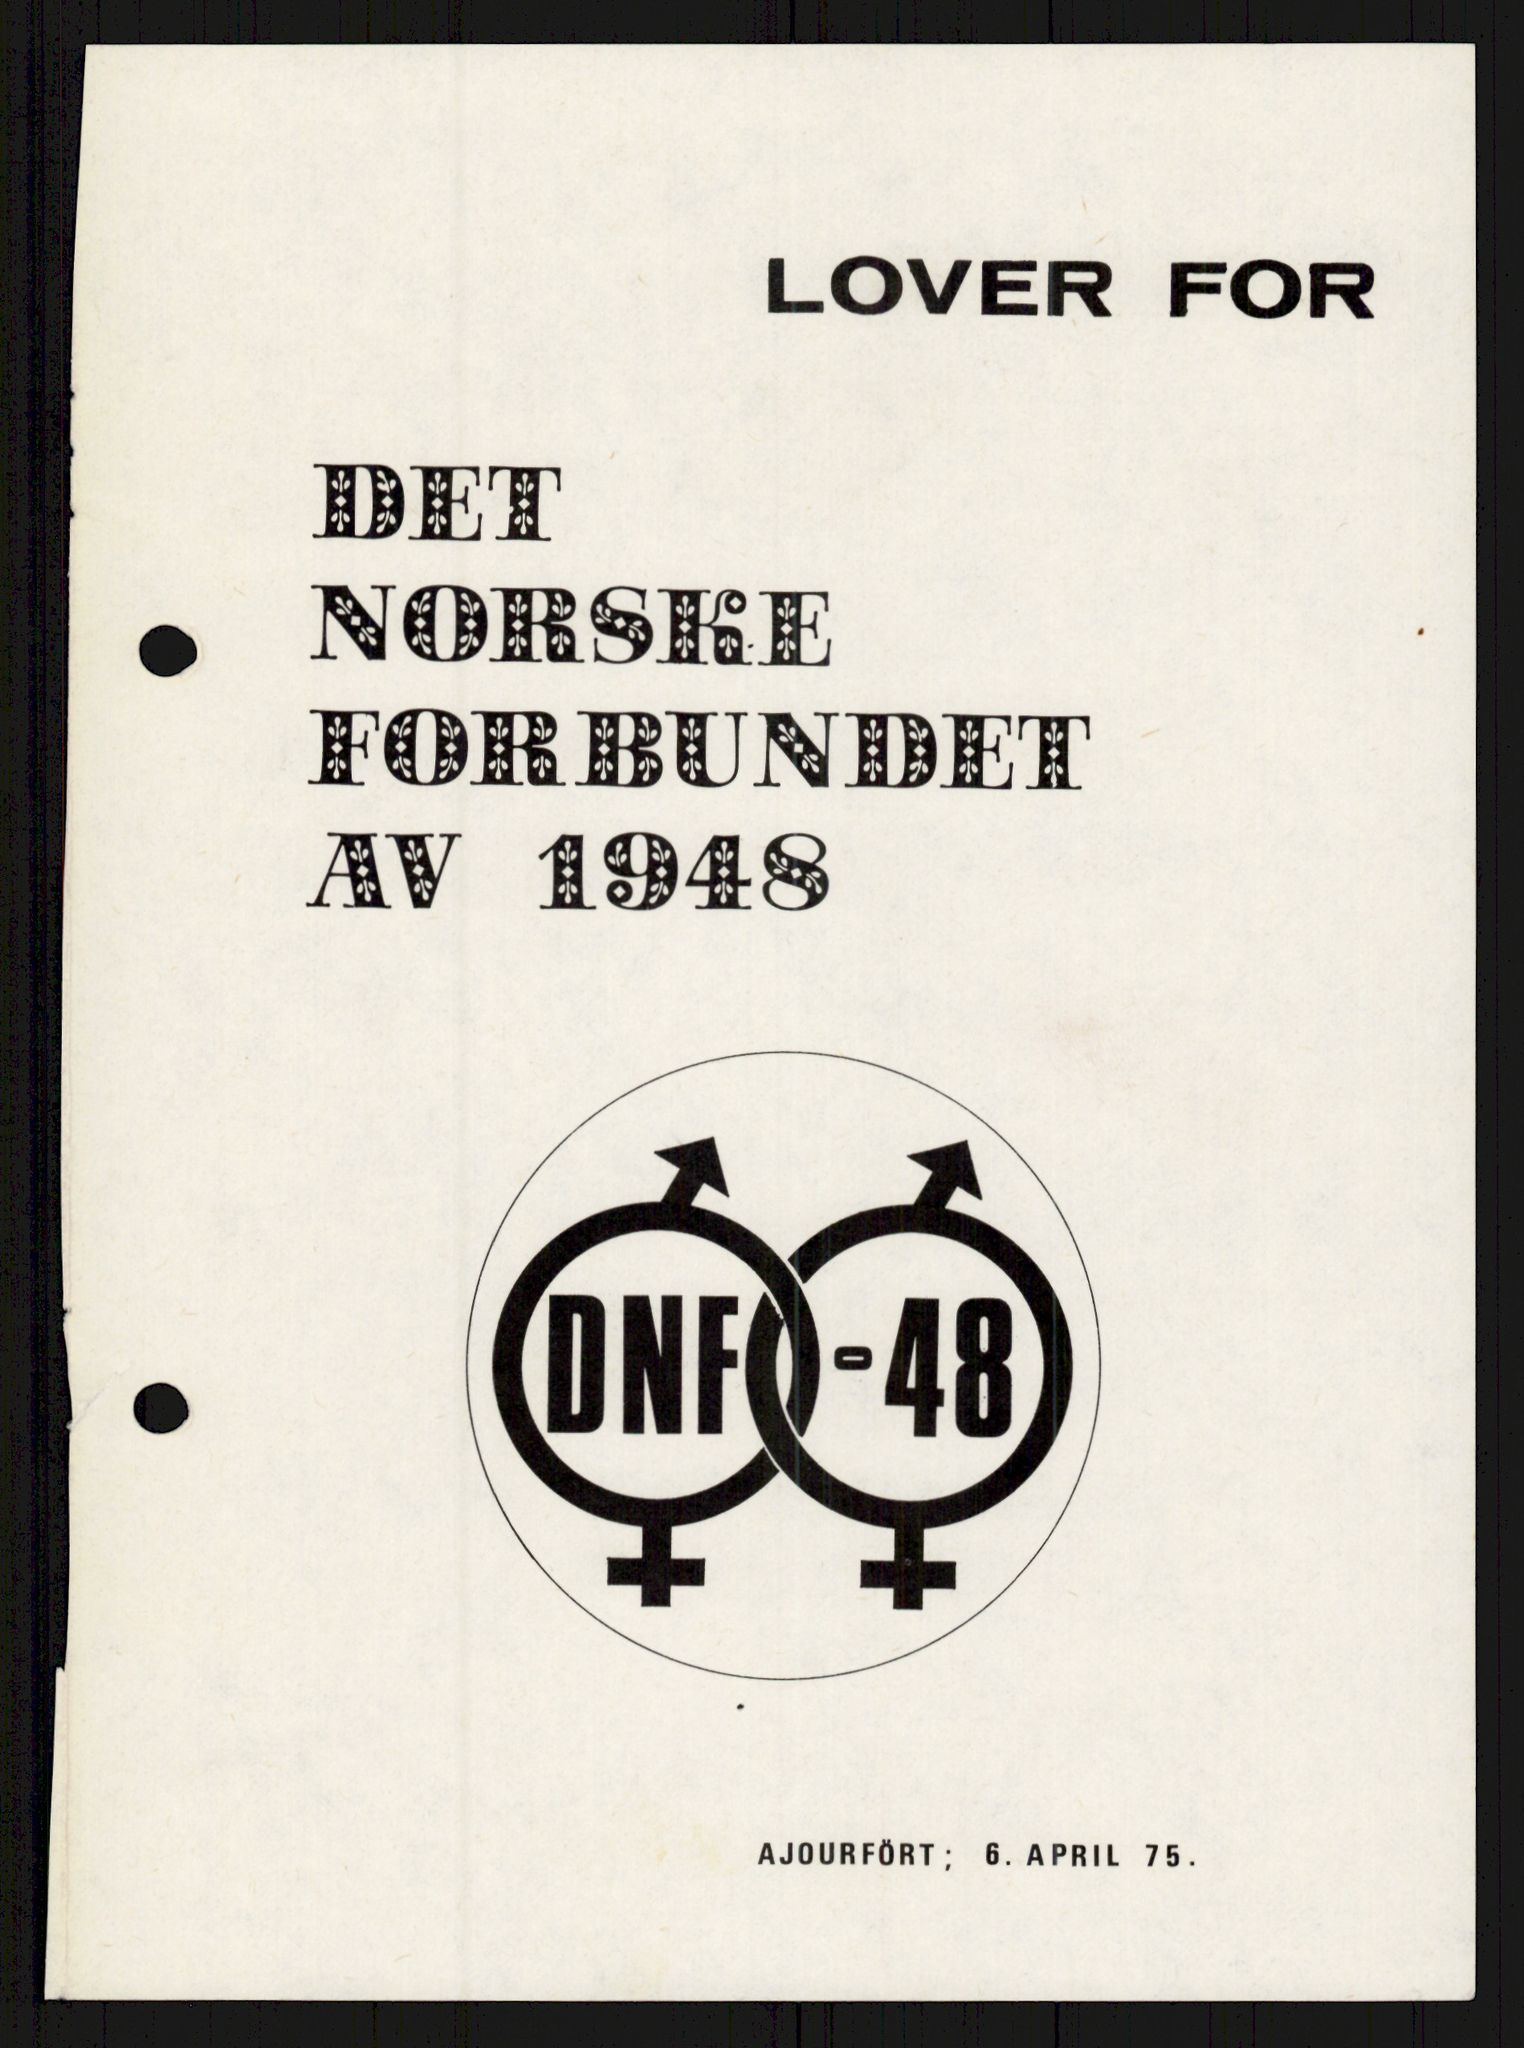 LOVER FOR
DET
NORSKE
FORBUNDET
AV 1948
DNF-48
AJOURFÖRT; 6. APRIL 75.